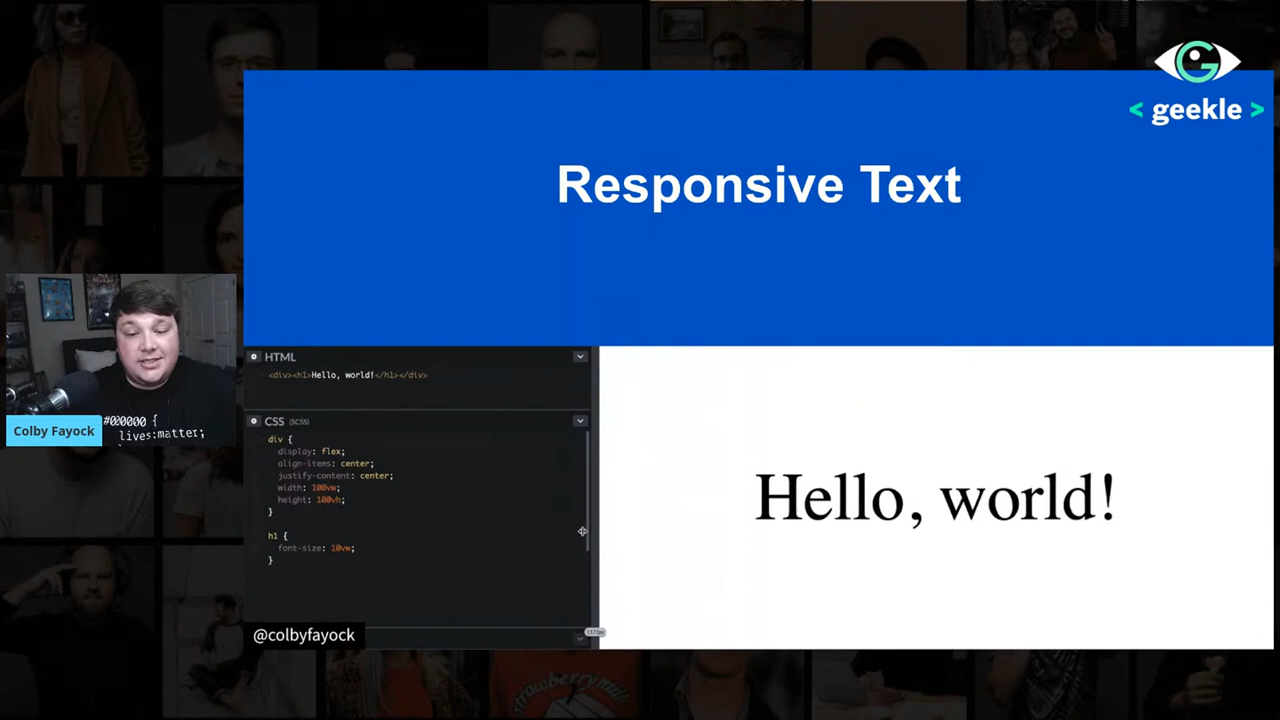 < geekle >
Responsive Text
HTML
<div><h1>Hello, world!</h1></div>
CSS (SCSS)
div {
display: flex;
align-items: center;
justify-content: center;
width: 100vw;
height: 100vh;
}
h1 {
font-size: 10vw;
}
Hello, world!
#000000 {
lives:matter;
Colby Fayock
@colbyfayock